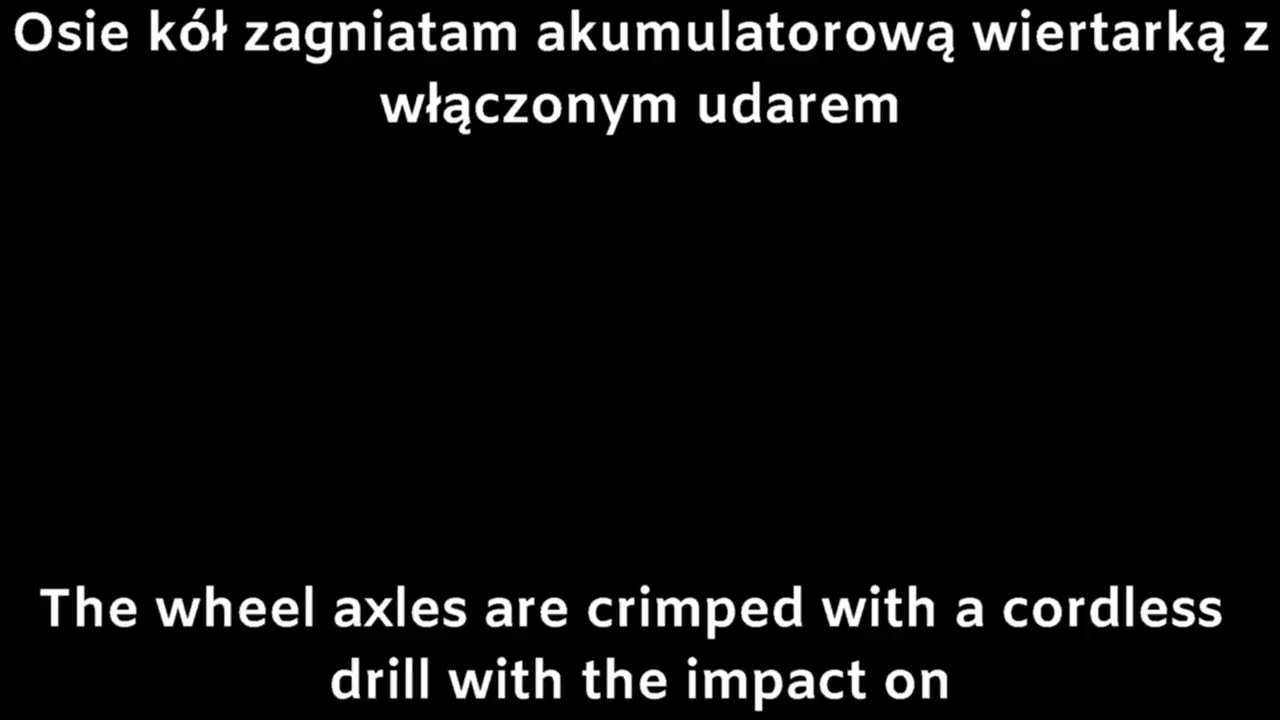 Osie kół zagniatam akumulatorową wiertarką z
włączonym udarem
The wheel axles are crimped with a cordless
drill with the impact on